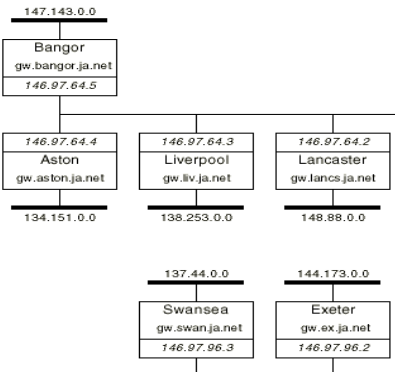 147.143.0.0
Bangor
gw.bangor.ja.net
146.97.64.5
146.97.64.4
Aston
gw.aston.ja.net
134.151.0.0
146.97.64.3
Liverpool
gw.liv.ja.net
138.253.0.0
146.97.64.2
Lancaster
gw.lancs.ja.net
148.88.0.0
137.44.0.0
Swansea
gw.swan.ja.net
146.97.96.3
144.173.0.0
Exeter
gw.ex.ja.net
146.97.96.2